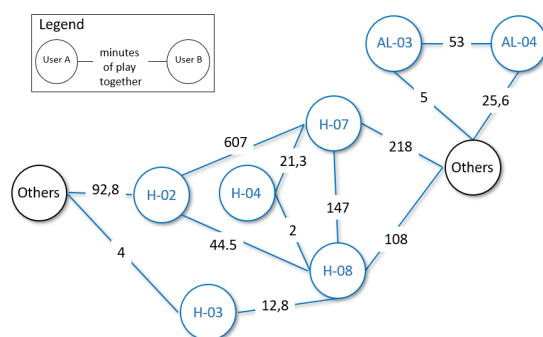 Legend
User A
minutes
of play
together
User B
AL-03
53
AL-04
5
25,6
H-07
607
21,3
218
Others
Others
92,8
H-02
H-04
147
44.5
2
108
4
H-08
H-03
12,8